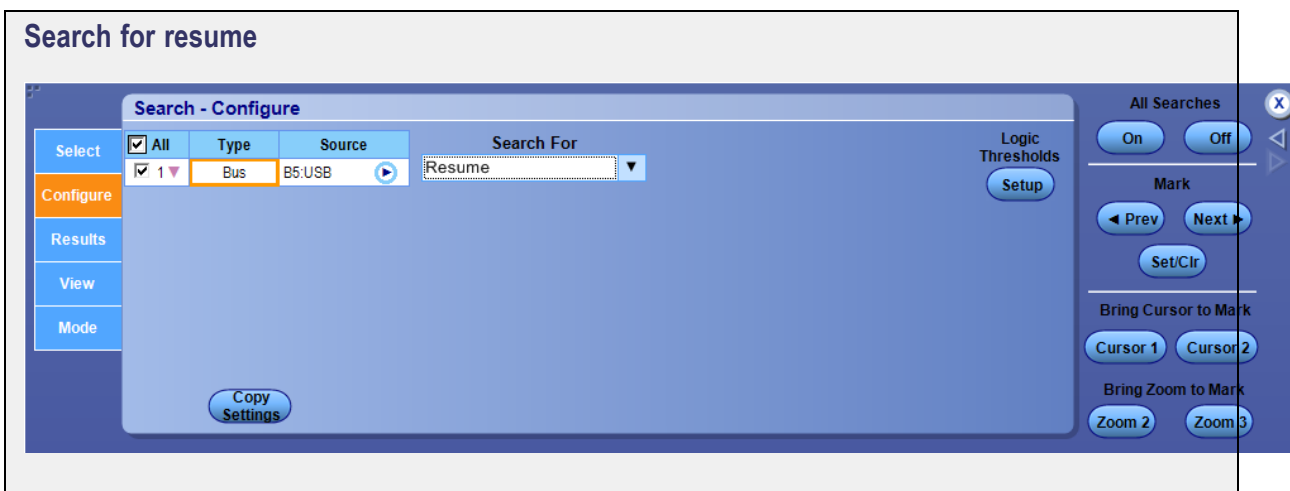 Search for resume
Search - Configure
Select
Configure
Results
View
Mode
All Type Source
1 Bus B5:USB
Search For
Resume
Logic
Thresholds
Setup
Copy
Settings
All Searches
X
On Off
Mark
◄ Prev Next ►
Set/Clr
Bring Cursor to Mark
Cursor 1 Cursor 2
Bring Zoom to Mark
Zoom 2 Zoom 3